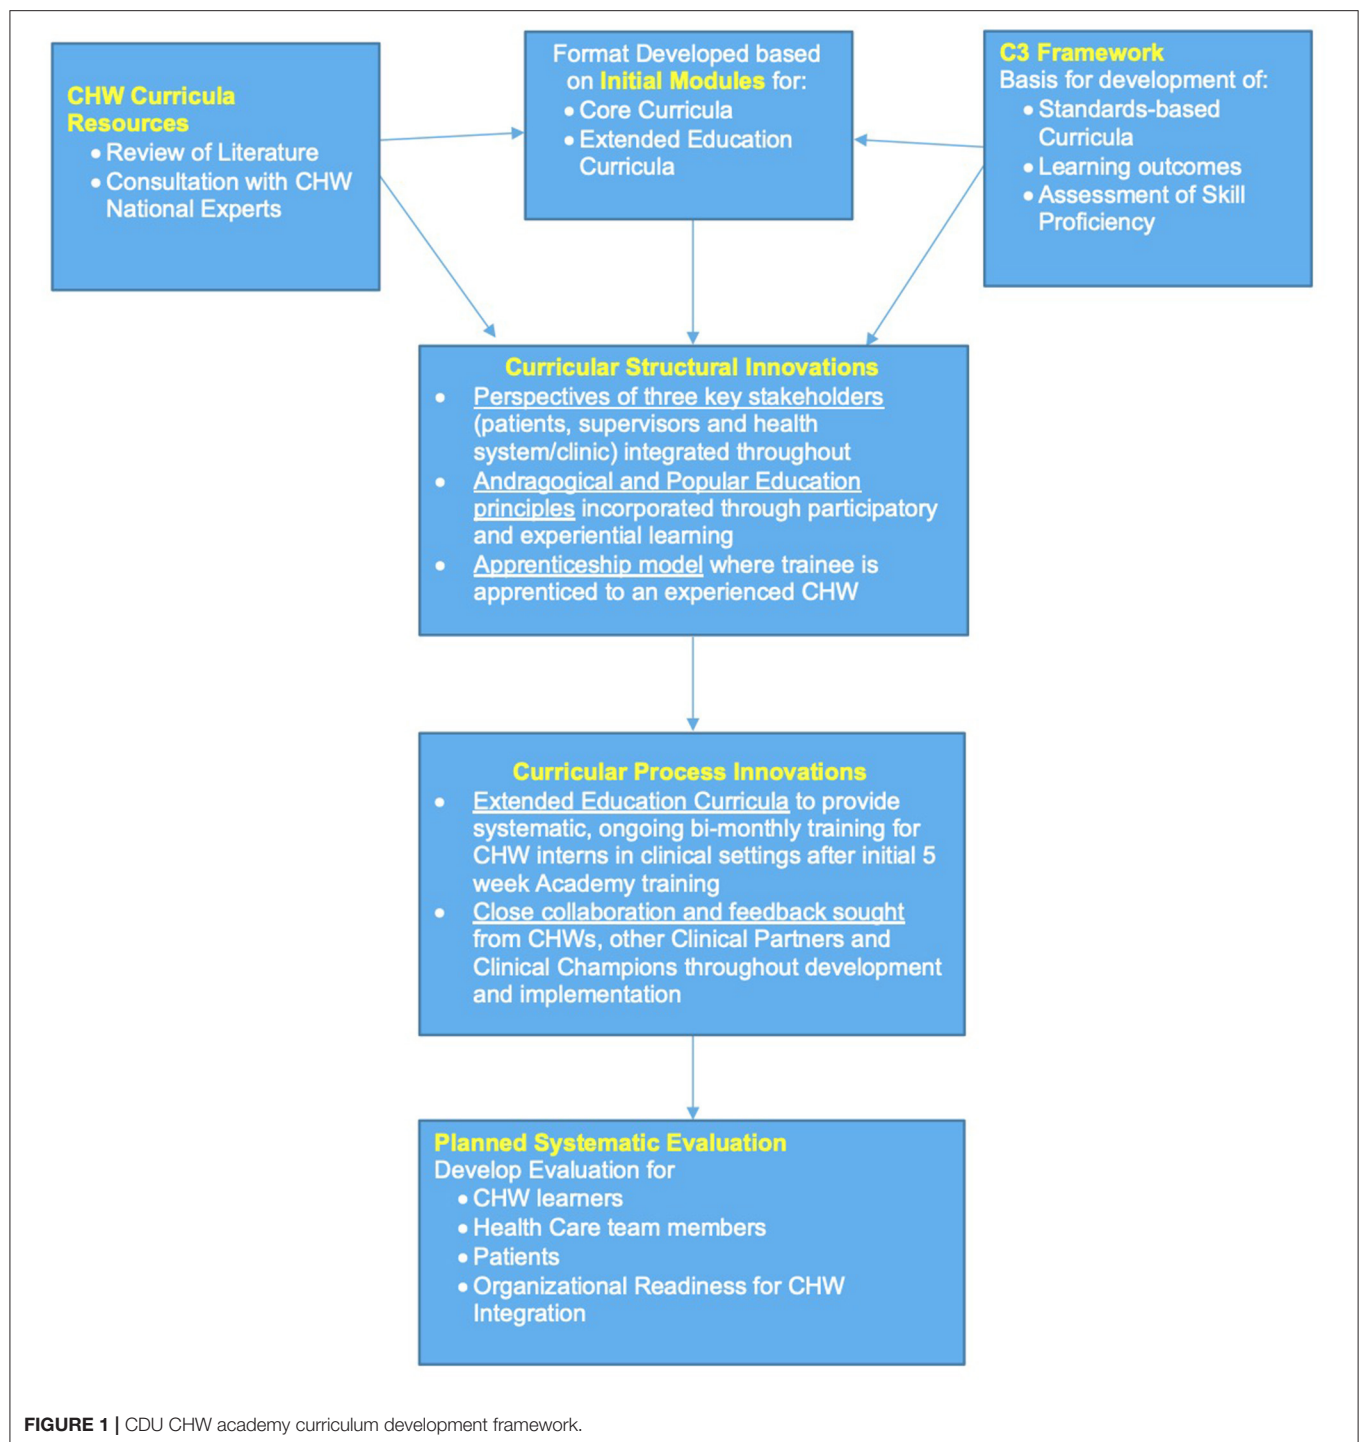 CHW Curricula
Resources
• Review of Literature
• Consultation with CHW
National Experts
Format Developed based
on Initial Modules for:
• Core Curricula
• Extended Education
Curricula
C3 Framework
Basis for development of:
• Standards-based
Curricula
• Learning outcomes
• Assessment of Skill
Proficiency
Curricular Structural Innovations
• Perspectives of three key stakeholders
(patients, supervisors and health
system/clinic) integrated throughout
• Andragogical and Popular Education
principles incorporated through participatory
and experiential learning
• Apprenticeship model where trainee is
apprenticed to an experienced CHW
Curricular Process Innovations
• Extended Education Curricula to provide
systematic, ongoing bi-monthly training for
CHW interns in clinical settings after initial 5
week Academy training
• Close collaboration and feedback sought
from CHWs, other Clinical Partners and
Clinical Champions throughout development
and implementation
Planned Systematic Evaluation
Develop Evaluation for
• CHW learners
• Health Care team members
• Patients
• Organizational Readiness for CHW
Integration
FIGURE 1 | CDU CHW academy curriculum development framework.